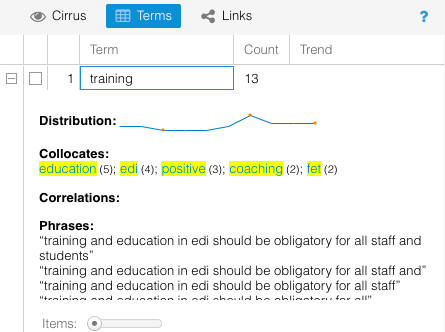 Cirrus Terms Links ?
Term Count Trend
1 training 13
Distribution:
Collocates:
education (5); edi (4); positive (3); coaching (2); fet (2)
Correlations:
Phrases:
“training and education in edi should be obligatory for all staff and
students”
“training and education in edi should be obligatory for all staff and”
“training and education in edi should be obligatory for all staff”
“training and education in edi should be obligatory for all”
Items: